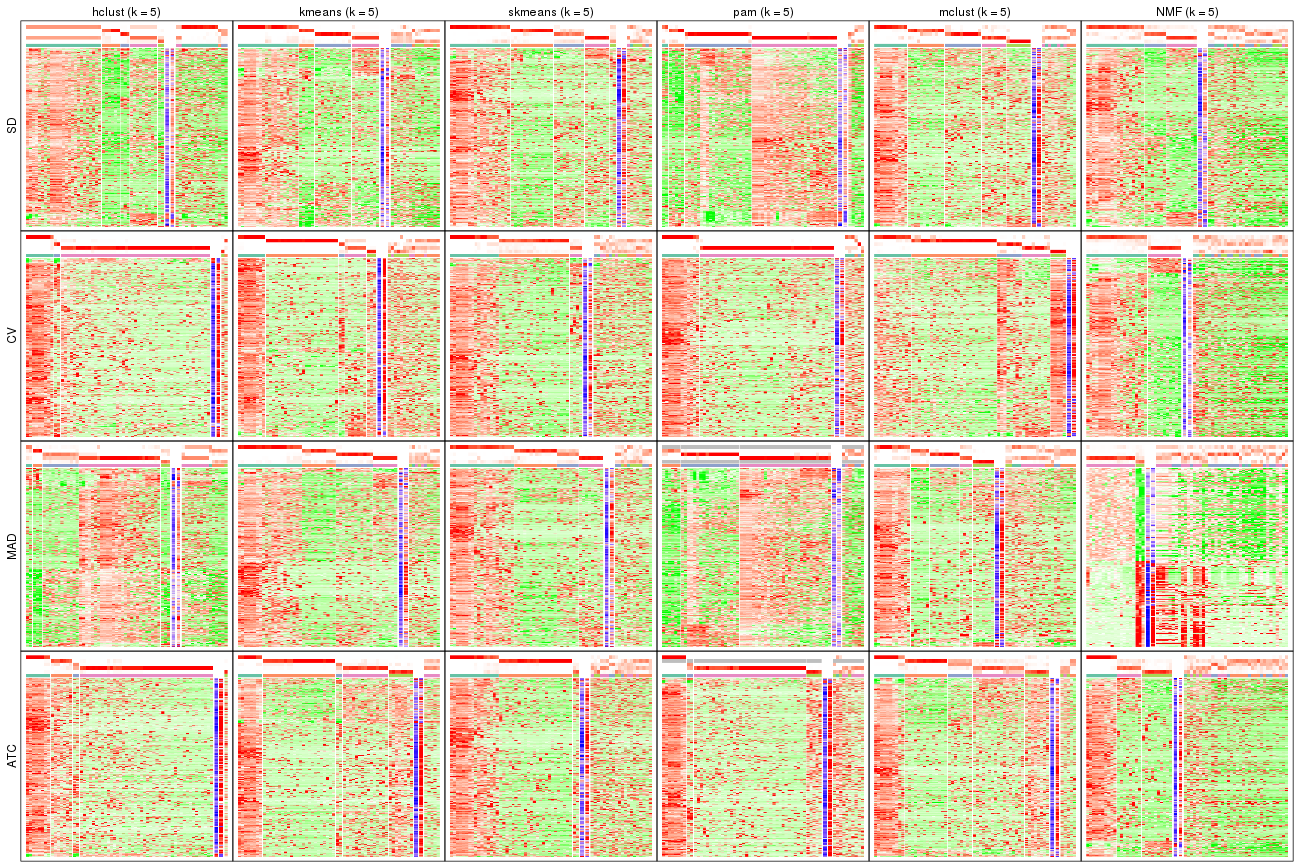 hclust (k = 5) kmeans (k = 5) skmeans (k = 5) pam (k = 5) mclust (k = 5) NMF (k = 5)
SD
CV
MAD
ATC